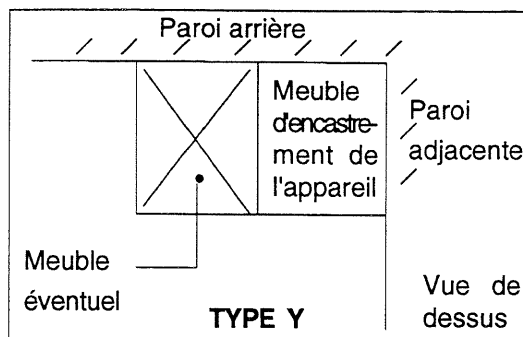 Paroi arrière
Meuble
d'encastre-
ment de
l'appareil
Paroi
adjacente
Meuble
éventuel
TYPE Y
Vue de
dessus